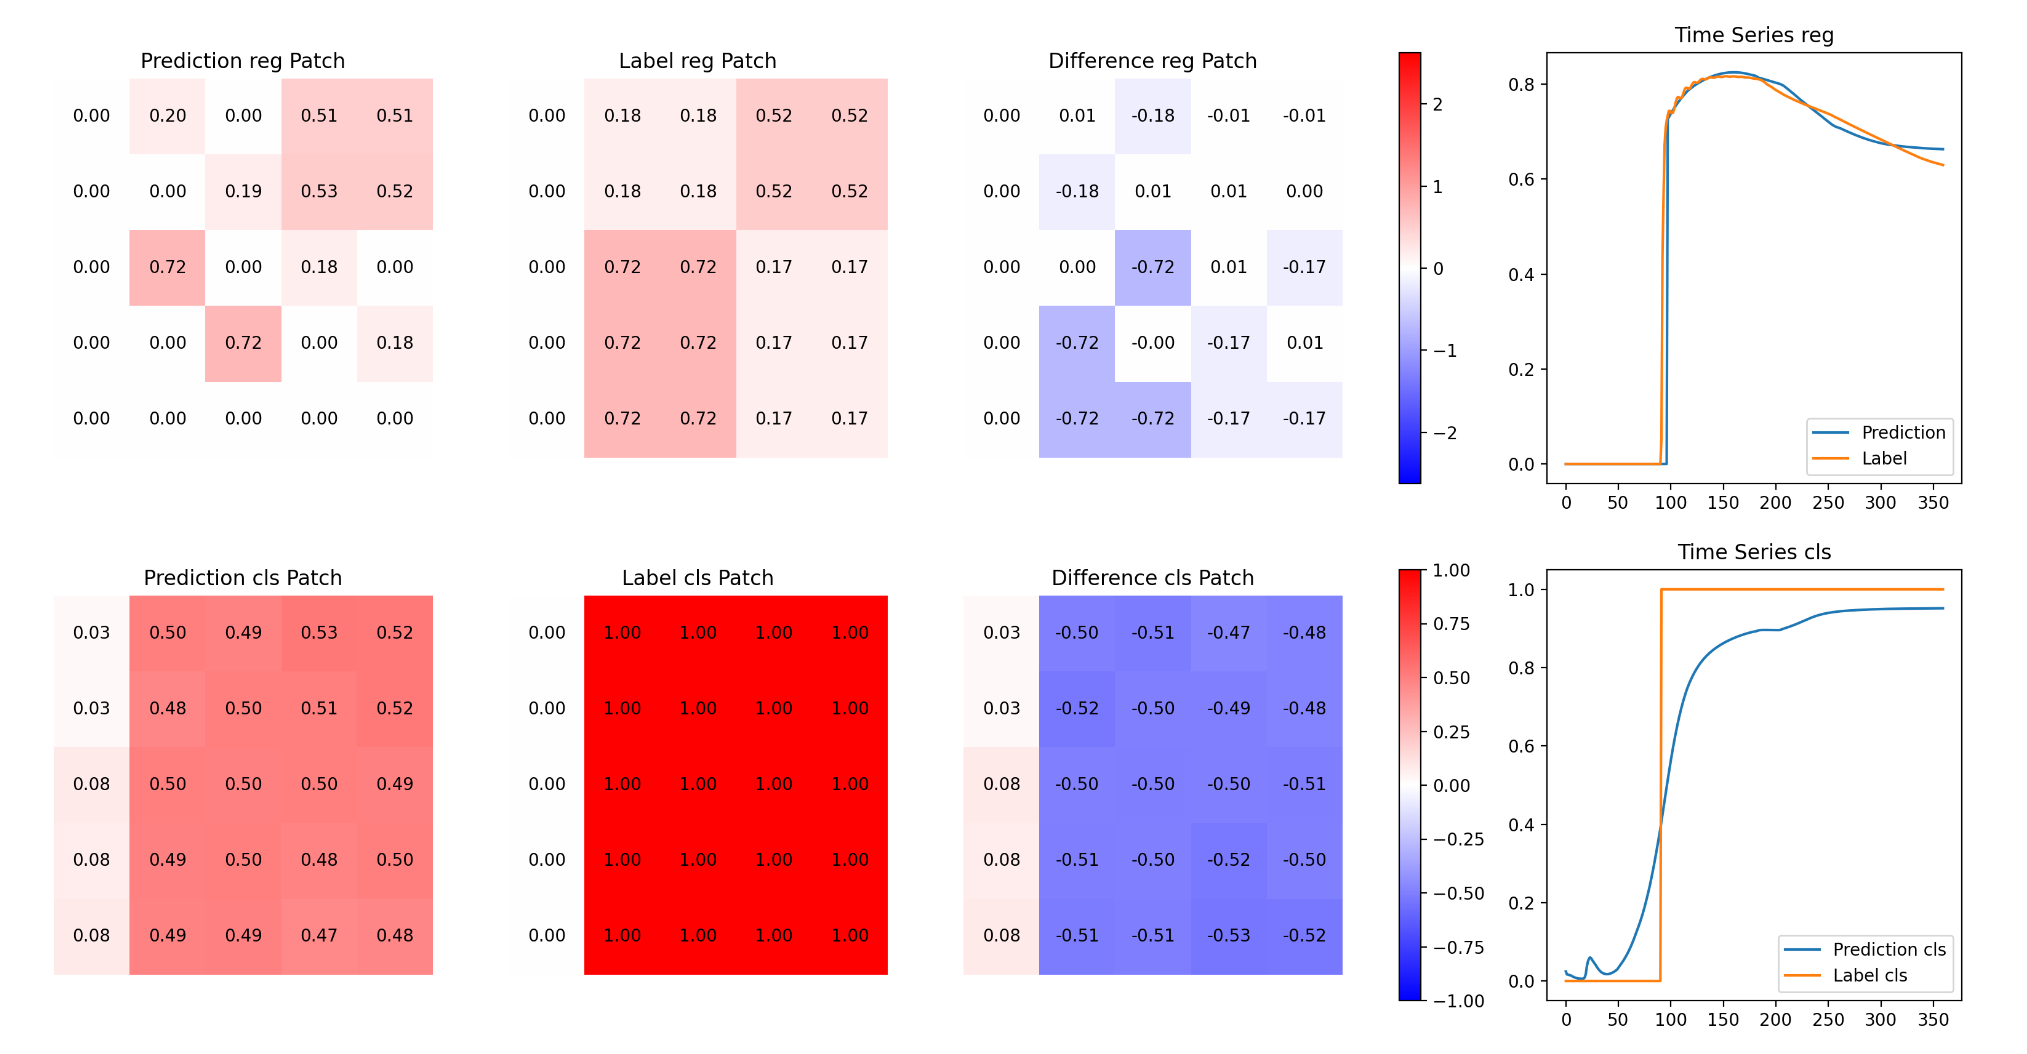 Prediction reg Patch
0.00 0.20 0.00 0.51 0.51
0.00 0.00 0.19 0.53 0.52
0.00 0.72 0.00 0.18 0.00
0.00 0.00 0.72 0.00 0.18
0.00 0.00 0.00 0.00 0.00
Label reg Patch
0.00 0.18 0.18 0.52 0.52
0.00 0.18 0.18 0.52 0.52
0.00 0.72 0.72 0.17 0.17
0.00 0.72 0.72 0.17 0.17
0.00 0.72 0.72 0.17 0.17
Difference reg Patch
0.00 0.01 -0.18 -0.01 -0.01
0.00 -0.18 0.01 0.01 0.00
0.00 0.00 -0.72 0.01 -0.17
0.00 -0.72 -0.00 -0.17 0.01
0.00 -0.72 -0.72 -0.17 -0.17
2
1
0
−1
−2
Time Series reg
0.8
0.6
0.4
0.2
0.0
Prediction
Label
0 50 100 150 200 250 300 350
Prediction cls Patch
0.03 0.50 0.49 0.53 0.52
0.03 0.48 0.50 0.51 0.52
0.08 0.50 0.50 0.50 0.49
0.08 0.49 0.50 0.48 0.50
0.08 0.49 0.49 0.47 0.48
Label cls Patch
0.00 1.00 1.00 1.00 1.00
0.00 1.00 1.00 1.00 1.00
0.00 1.00 1.00 1.00 1.00
0.00 1.00 1.00 1.00 1.00
0.00 1.00 1.00 1.00 1.00
Difference cls Patch
0.03 -0.50 -0.51 -0.47 -0.48
0.03 -0.52 -0.50 -0.49 -0.48
0.08 -0.50 -0.50 -0.50 -0.51
0.08 -0.51 -0.50 -0.52 -0.50
0.08 -0.51 -0.51 -0.53 -0.52
1.00
0.75
0.50
0.25
0.00
−0.25
−0.50
−0.75
−1.00
Time Series cls
1.0
0.8
0.6
0.4
0.2
0.0
Prediction cls
Label cls
0 50 100 150 200 250 300 350